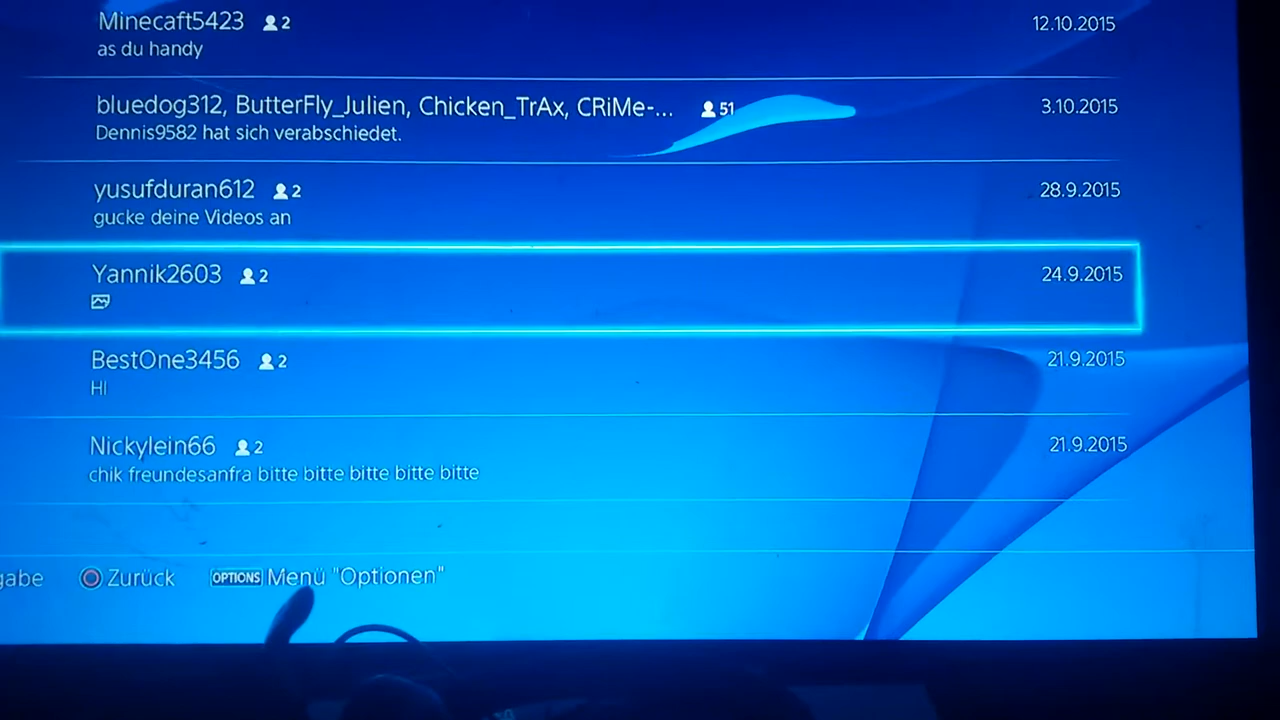 Minecaft5423 2 12.10.2015
as du handy
bluedog312, ButterFly_Julien, Chicken_TrAx, CRiMe-... 51 3.10.2015
Dennis9582 hat sich verabschiedet.
yusufduran612 2 28.9.2015
gucke deine Videos an
Yannik2603 2 24.9.2015
BestOne3456 2 21.9.2015
HI
Nickylein66 2 21.9.2015
chik freundesanfra bitte bitte bitte bitte bitte
gabe Zurück OPTIONS Menü "Optionen"